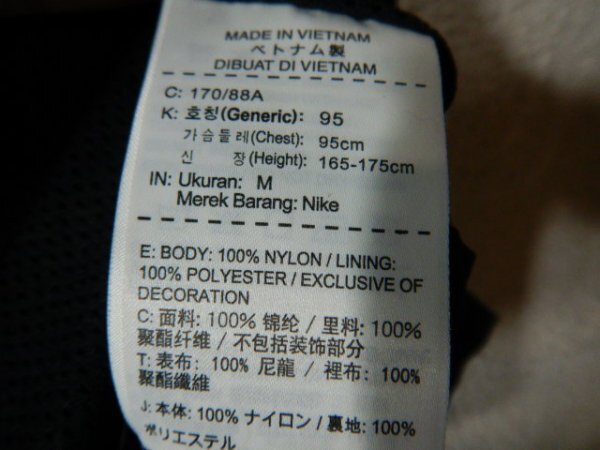 MADE IN VIETNAM
ベトナム製
DIBUAT DI VIETNAM
C: 170/88A
K: 호칭(Generic): 95
가슴둘레(Chest): 95cm
신 장(Height): 165-175cm
IN: Ukuran: M
Merek Barang: Nike
E: BODY: 100% NYLON / LINING:
100% POLYESTER / EXCLUSIVE OF
DECORATION
C: 面料: 100% 锦纶 / 里料: 100%
聚酯纤维 / 不包括装饰部分
T: 表布: 100% 尼龍 / 裡布: 100%
聚酯纖維
J: 本体: 100% ナイロン / 裏地: 100%
ポリエステル